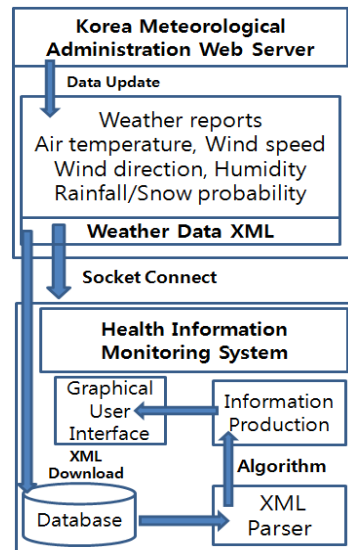 Korea Meteorological
Administration Web Server
Data Update
Weather reports
Air temperature, Wind speed
Wind direction, Humidity
Rainfall/Snow probability
Weather Data XML
Socket Connect
Health Information
Monitoring System
Graphical
User
Interface
Information
Production
XML
Download
Algorithm
Database
XML
Parser